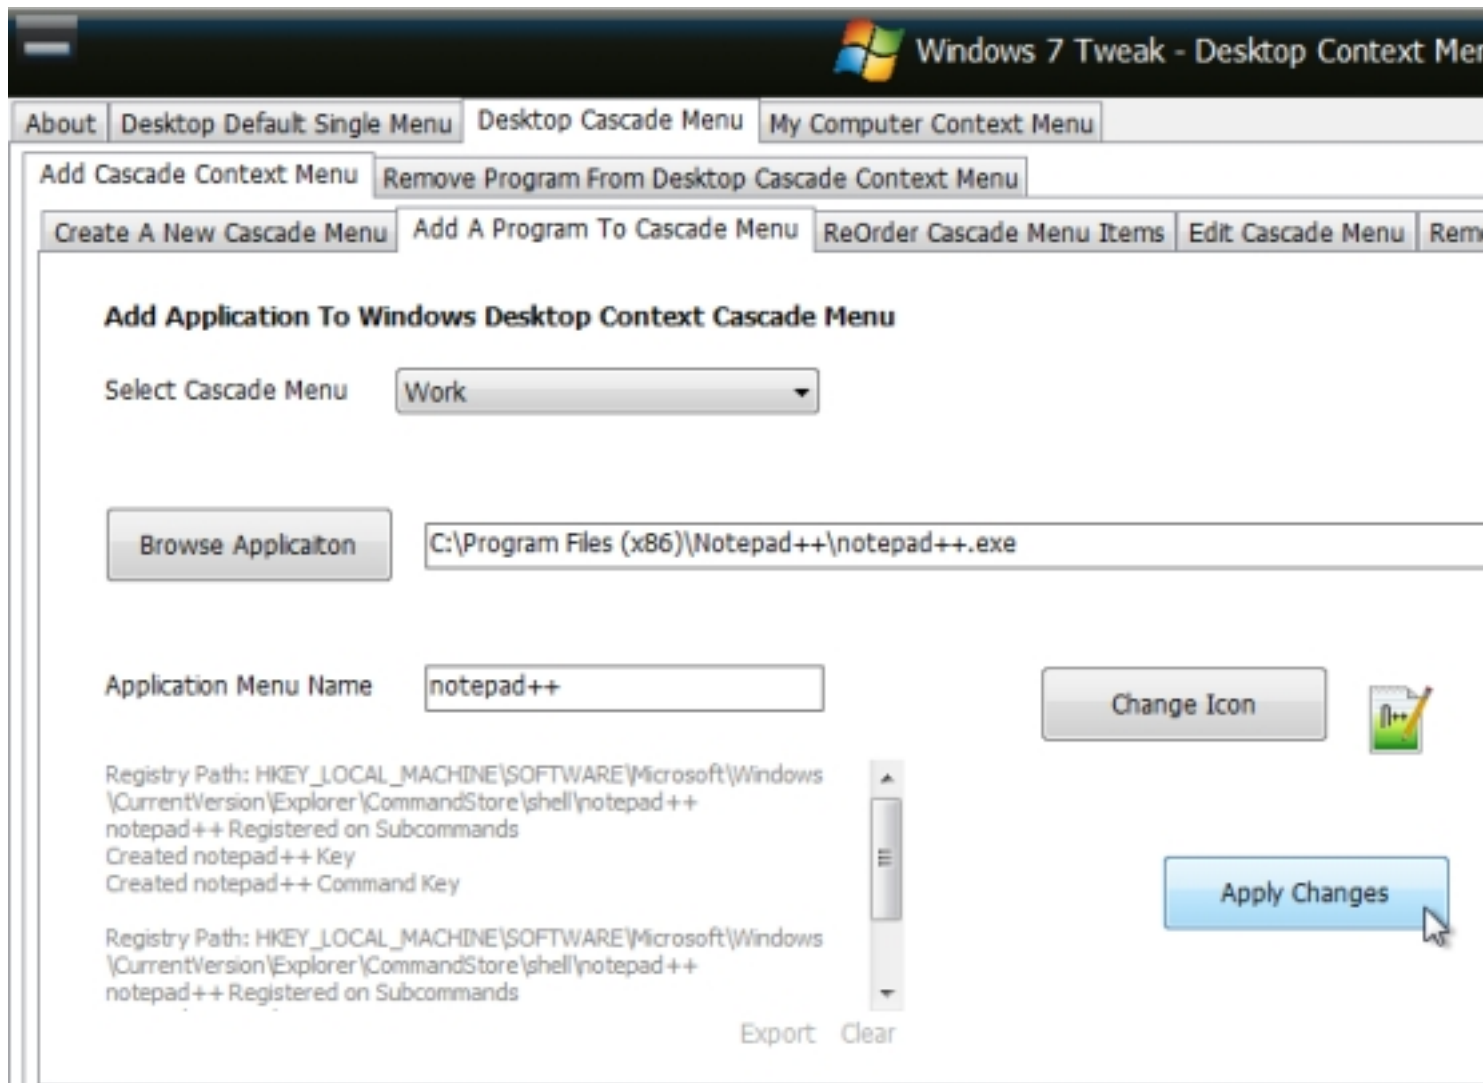 Windows 7 Tweak - Desktop Context
About Desktop Default Single Menu Desktop Cascade Menu My Computer Context Menu
Add Cascade Context Menu Remove Program From Desktop Cascade Context Menu
Create A New Cascade Menu Add A Program To Cascade Menu ReOrder Cascade Menu Items Edit Cascade Menu
Add Application To Windows Desktop Context Cascade Menu
Select Cascade Menu Work
Browse Applicaiton C:\Program Files (x86)\Notepad++\notepad++.exe
Application Menu Name notepad++
Change Icon
Registry Path: HKEY_LOCAL_MACHINE\SOFTWARE\Microsoft\Windows
\CurrentVersion\Explorer\CommandStore\shell\notepad++
notepad++ Registered on Subcommands
Created notepad++ Key
Created notepad++ Command Key
Apply Changes
Registry Path: HKEY_LOCAL_MACHINE\SOFTWARE\Microsoft\Windows
\CurrentVersion\Explorer\CommandStore\shell\notepad++
notepad++ Registered on Subcommands
Export Clear